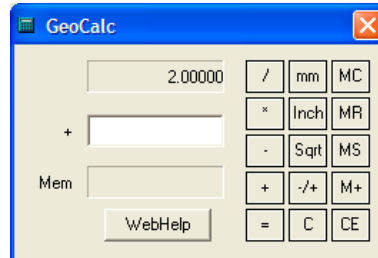 GeoCalc
2.00000 / mm MC
* Inch MR
+
- Sqrt MS
Mem + -/+ M+
WebHelp = C CE